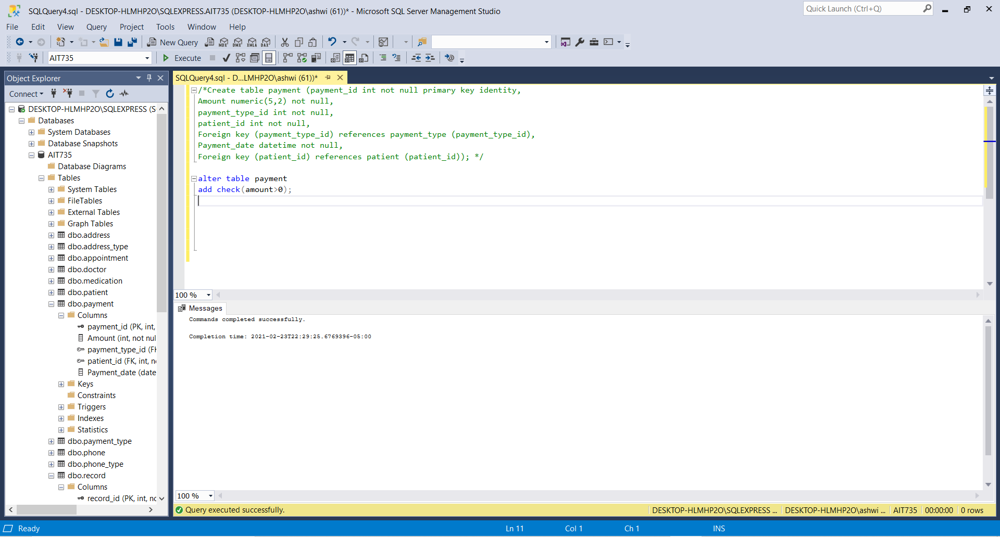 SQLQuery4.sql - DESKTOP-HLMHP2O\SQLEXPRESS.AIT735 (DESKTOP-HLMHP2O\ashwi (61))* - Microsoft SQL Server Management Studio
Quick Launch (Ctrl+Q)
File Edit View Query Project Tools Window Help
New Query MDX DMX XMLA DAX
AIT735 Execute
Object Explorer
Connect
DESKTOP-HLMHP2O\SQLEXPRESS (S
Databases
System Databases
Database Snapshots
AIT735
Database Diagrams
Tables
System Tables
FileTables
External Tables
Graph Tables
dbo.address
dbo.address_type
dbo.appointment
dbo.doctor
dbo.medication
dbo.patient
dbo.payment
Columns
payment_id (PK, int,
Amount (int, not nul
payment_type_id (FK
patient_id (FK, int, no
Payment_date (date
Keys
Constraints
Triggers
Indexes
Statistics
dbo.payment_type
dbo.phone
dbo.phone_type
dbo.record
Columns
record_id (PK, int, no
SQLQuery4.sql - D...LMHP2O\ashwi (61))*
/*Create table payment (payment_id int not null primary key identity,
Amount numeric(5,2) not null,
payment_type_id int not null,
patient_id int not null,
Foreign key (payment_type_id) references payment_type (payment_type_id),
Payment_date datetime not null,
Foreign key (patient_id) references patient (patient_id)); */
alter table payment
add check(amount>0);
100 %
Messages
Commands completed successfully.
Completion time: 2021-02-23T22:29:25.6769396-05:00
100 %
Query executed successfully.
DESKTOP-HLMHP2O\SQLEXPRESS ... DESKTOP-HLMHP2O\ashwi ... AIT735 00:00:00 0 rows
Ready Ln 11 Col 1 Ch 1 INS